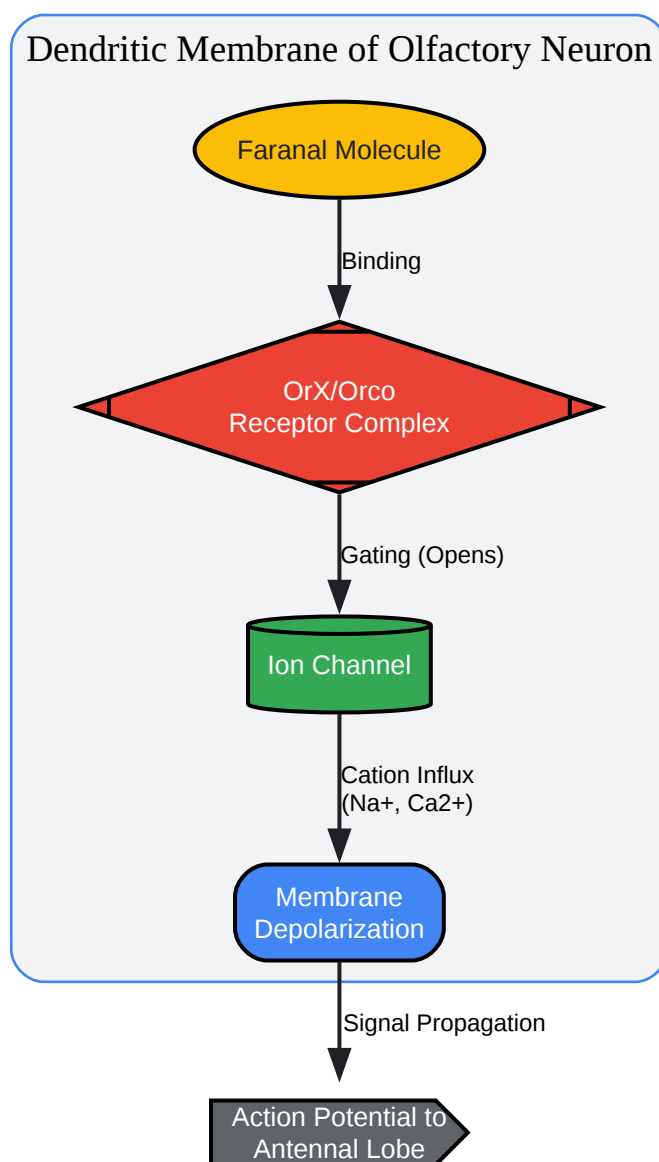 Dendritic Membrane of Olfactory Neuron
Faranal Molecule
Binding
OrX/Orco
Receptor Complex
Gating (Opens)
Ion Channel
Cation Influx
(Na+, Ca2+)
Membrane
Depolarization
Signal Propagation
Action Potential to
Antennal Lobe